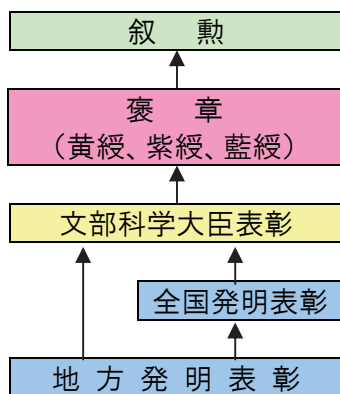 叙　勲
褒　章
（黄綬、紫綬、藍綬）
文部科学大臣表彰
全国発明表彰
地 方 発 明 表 彰